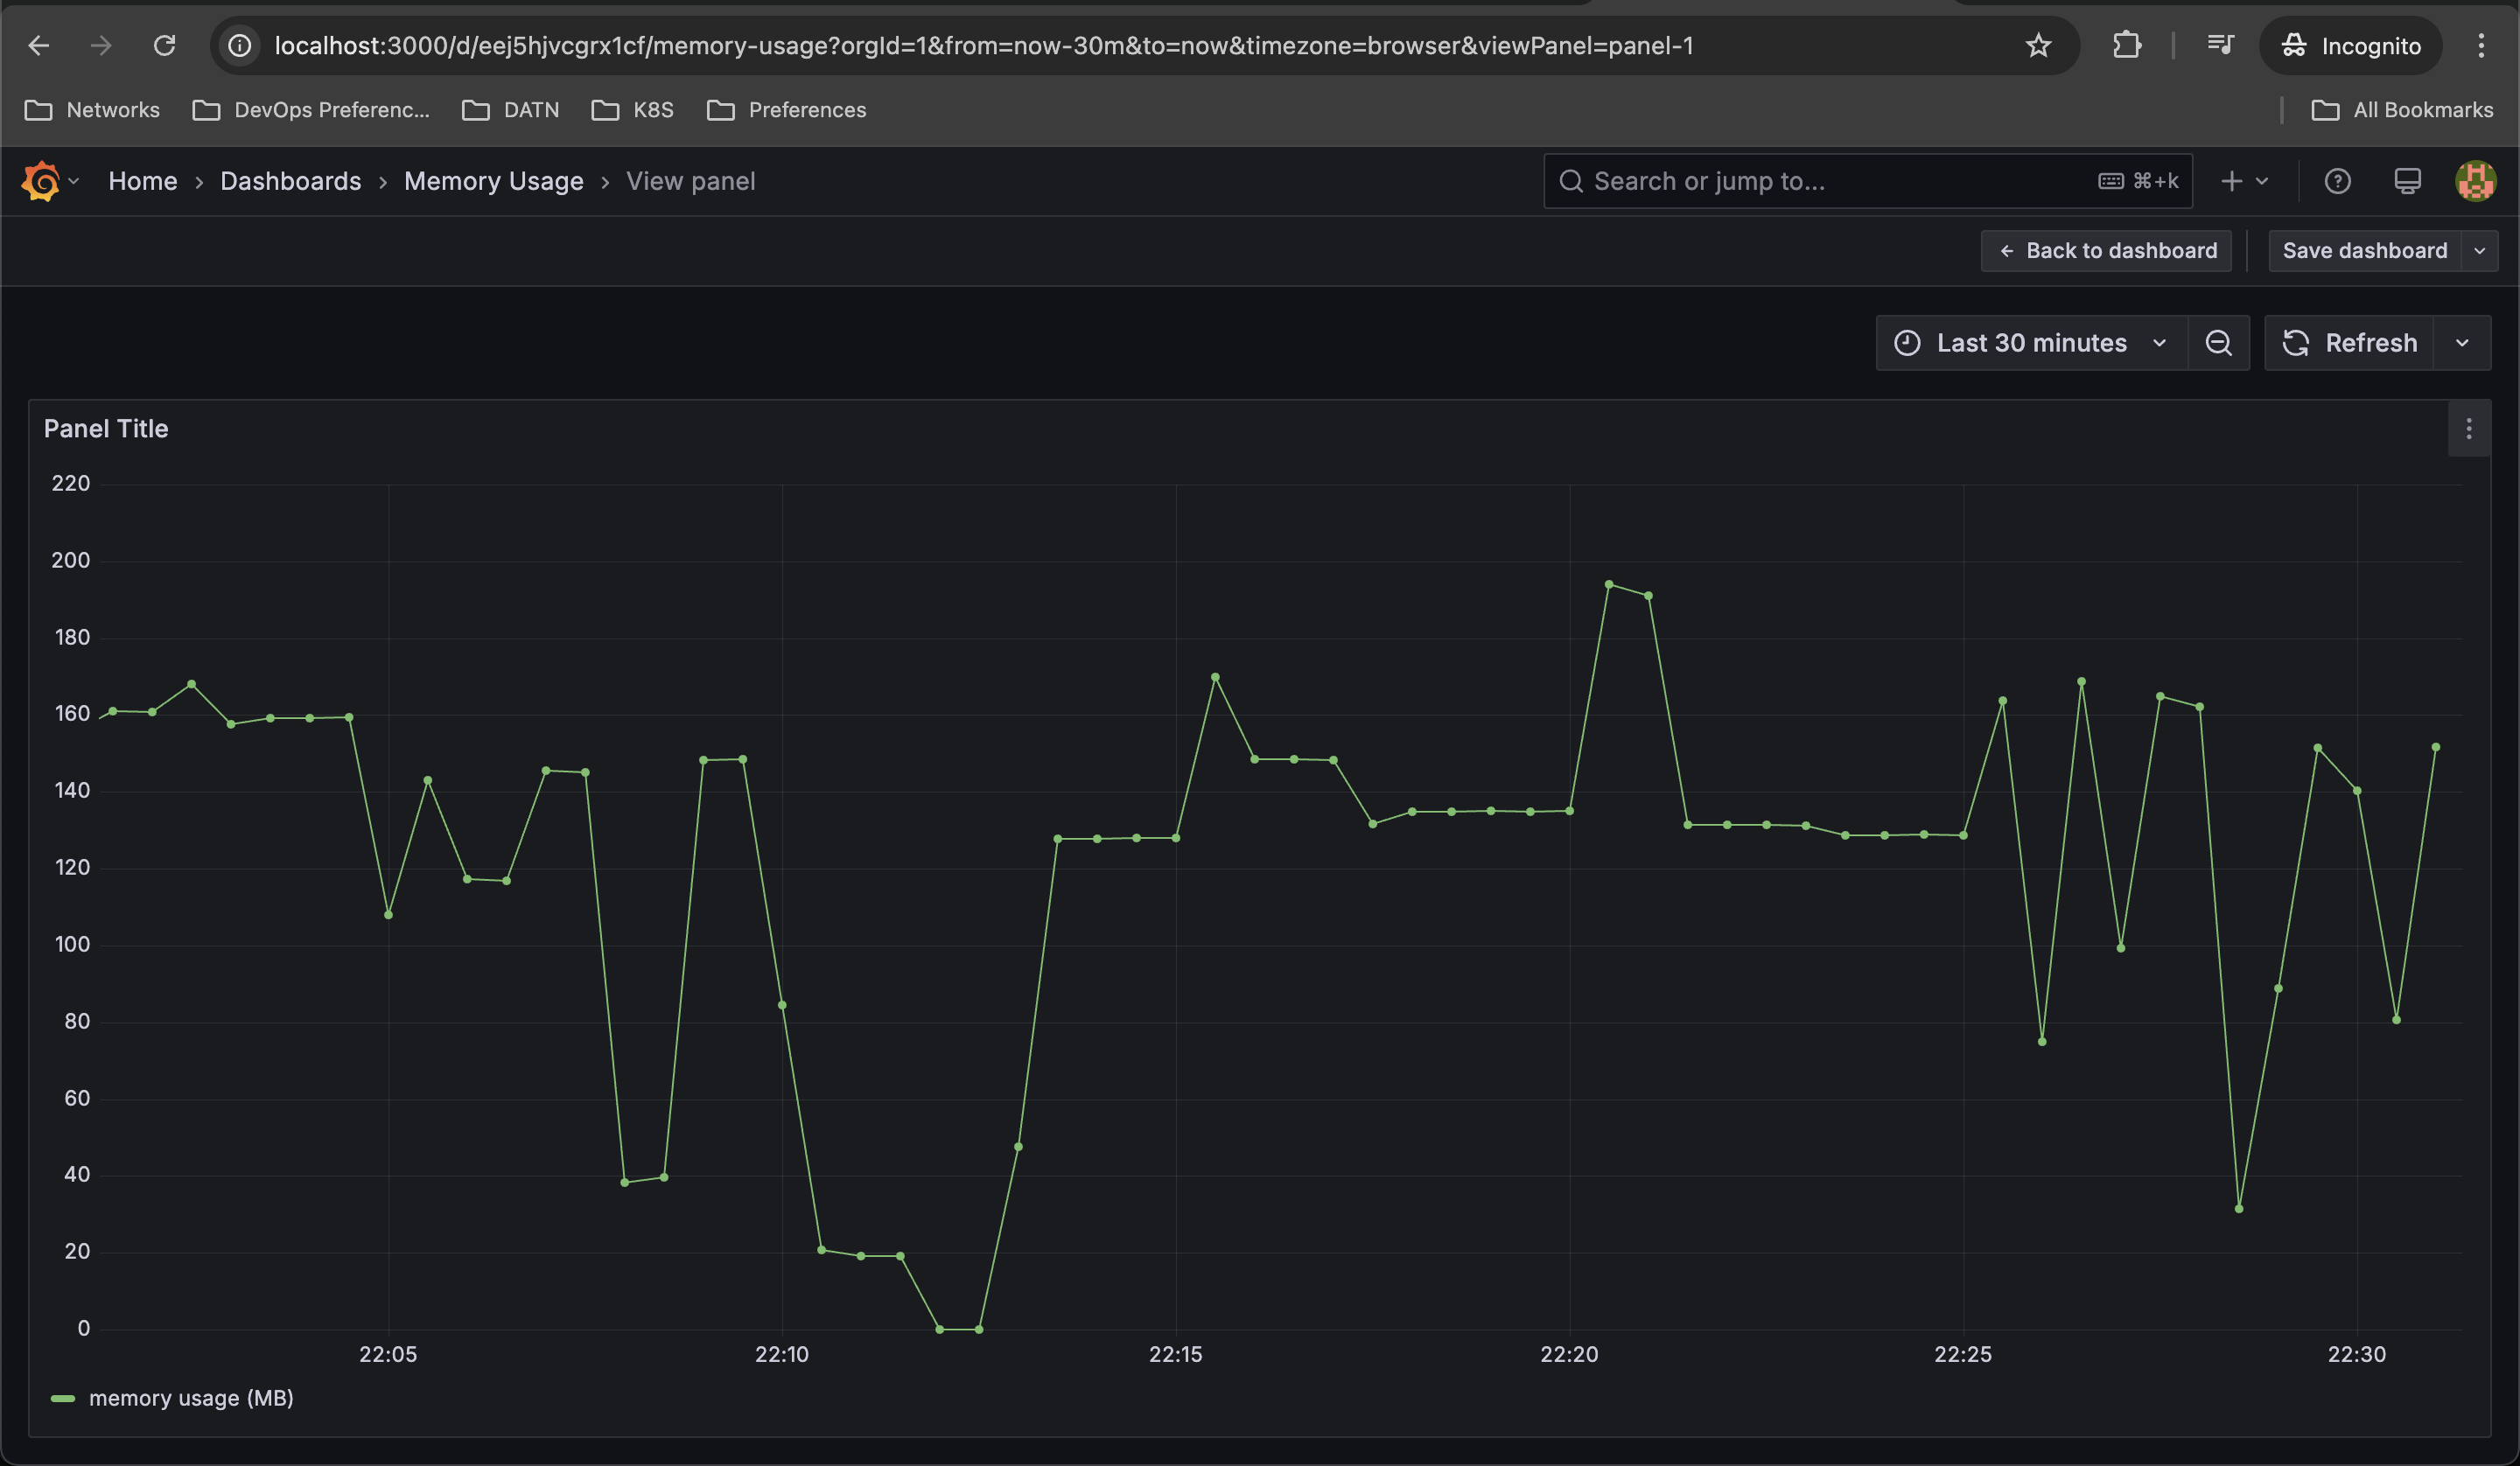 localhost:3000/d/eej5hjvcgrx1cf/memory-usage?orgId=1&from=now-30m&to=now&timezone=browser&viewPanel=panel-1
Incognito
Networks
DevOps Preferenc...
DATN
K8S
Preferences
All Bookmarks
Home › Dashboards › Memory Usage › View panel
Search or jump to...
⌘+k
Back to dashboard
Save dashboard
Last 30 minutes
Refresh
Panel Title
220
200
180
160
140
120
100
80
60
40
20
0
22:05
22:10
22:15
22:20
22:25
22:30
memory usage (MB)